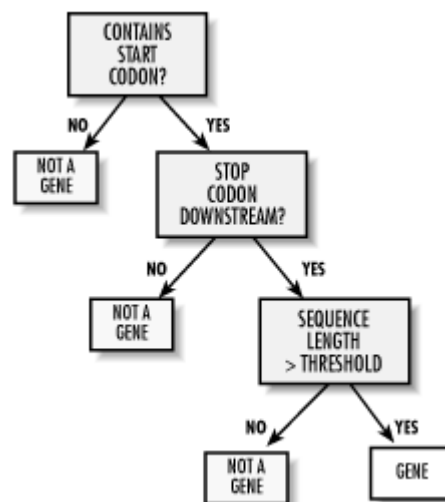 CONTAINS
START
CODON?
NO
YES
NOT A
GENE
STOP
CODON
DOWNSTREAM?
NO
YES
NOT A
GENE
SEQUENCE
LENGTH
> THRESHOLD
NO
YES
NOT A
GENE
GENE